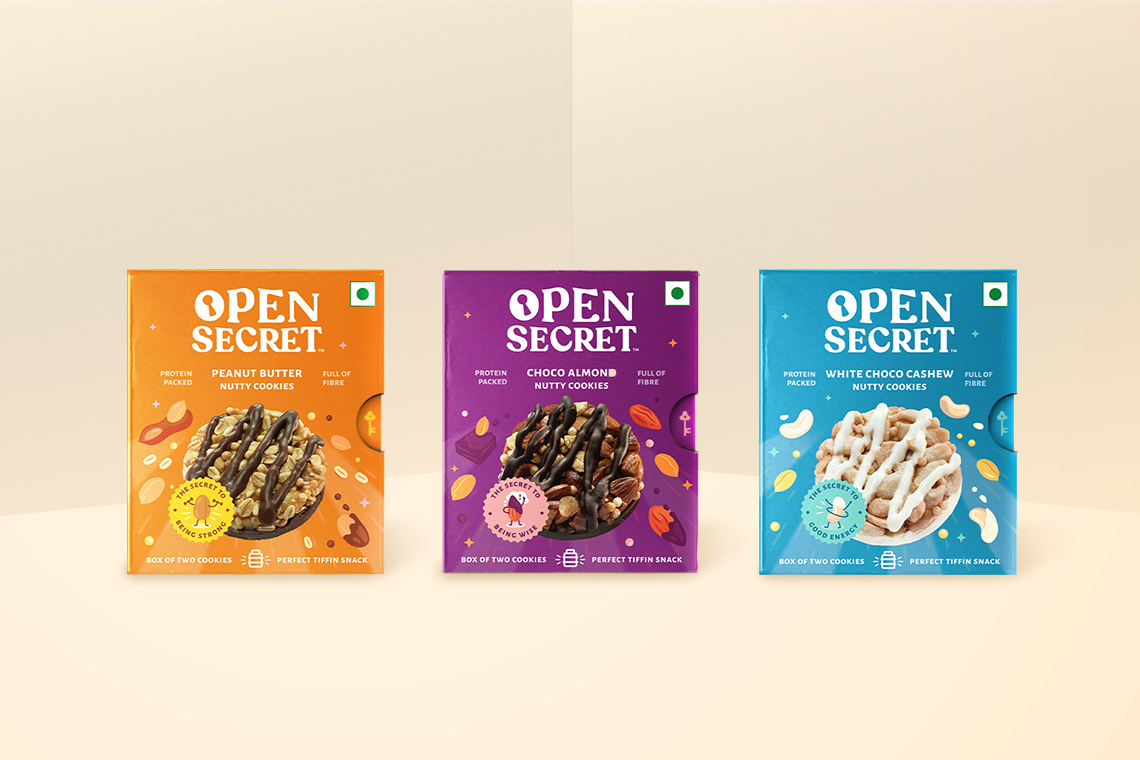 OPEN
SECRET™
PROTEIN
PACKED
PEANUT BUTTER
NUTTY COOKIES
FULL OF
FIBRE
THE SECRET TO
BEING STRONG
BOX OF TWO COOKIES
PERFECT TIFFIN SNACK
OPEN
SECRET™
PROTEIN
PACKED
CHOCO ALMOND
NUTTY COOKIES
FULL OF
FIBRE
THE SECRET TO
BEING WISE
BOX OF TWO COOKIES
PERFECT TIFFIN SNACK
OPEN
SECRET™
PROTEIN
PACKED
WHITE CHOCO CASHEW
NUTTY COOKIES
FULL OF
FIBRE
THE SECRET TO
GOOD ENERGY
BOX OF TWO COOKIES
PERFECT TIFFIN SNACK